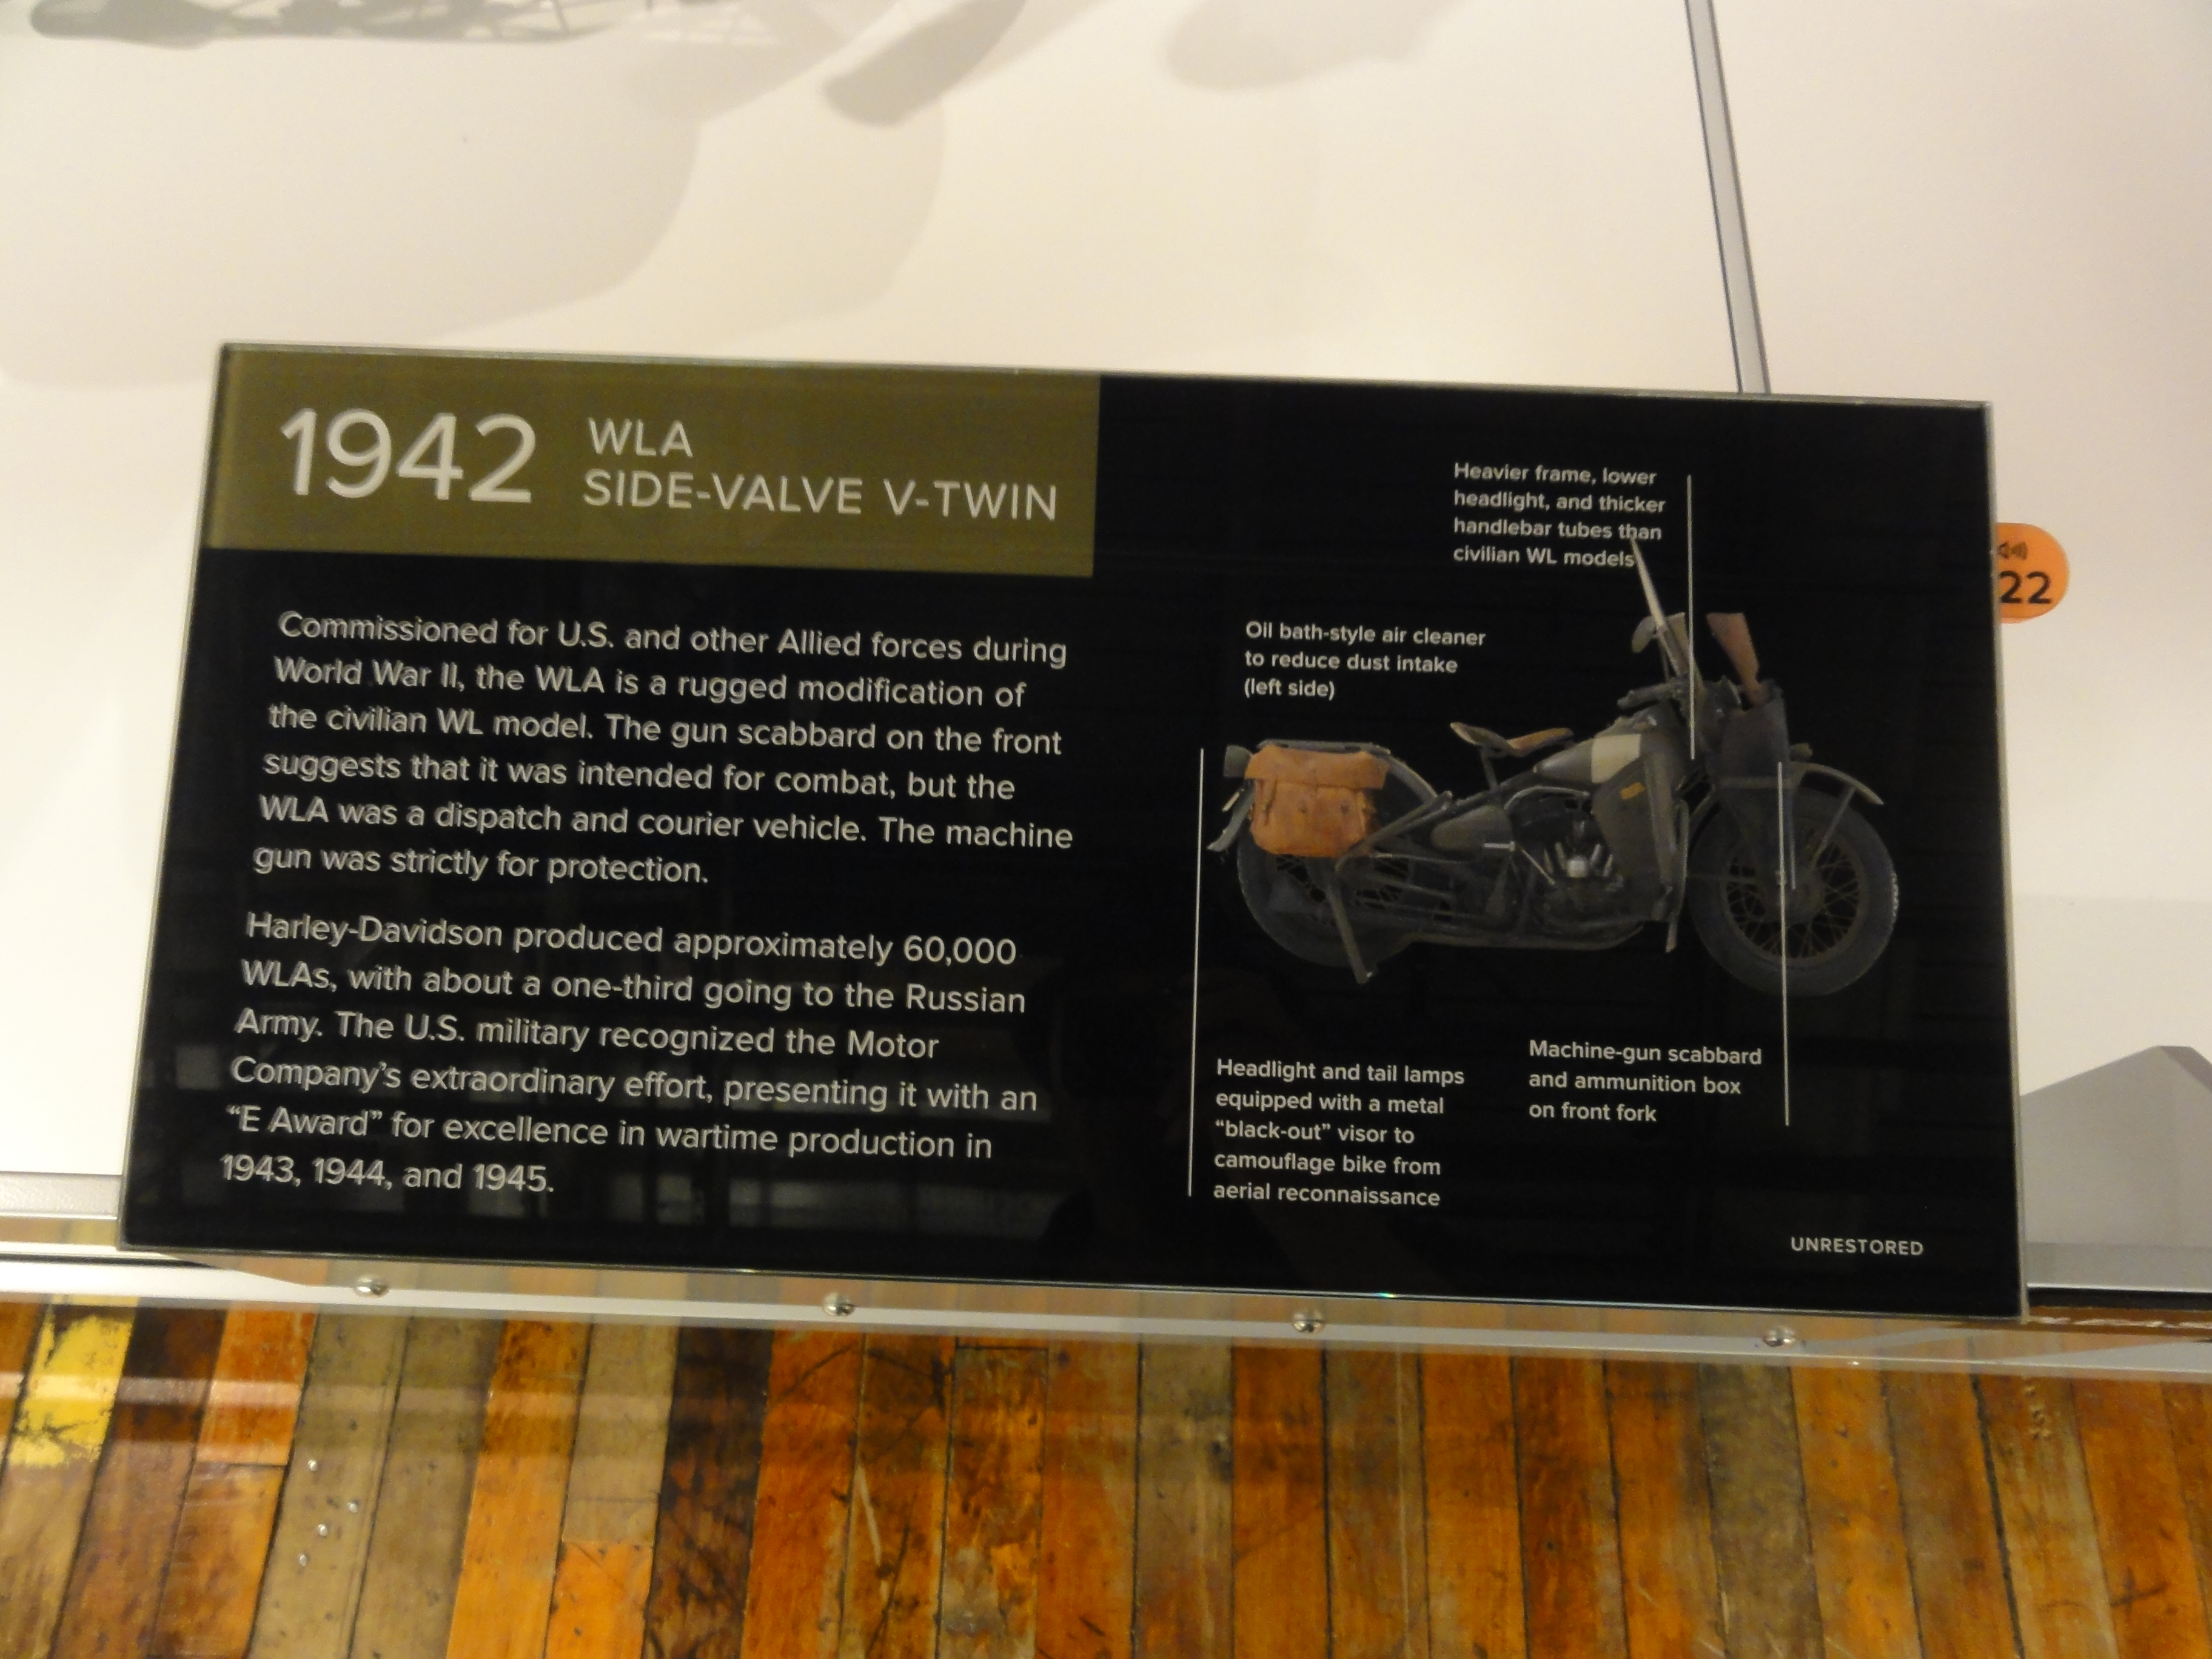 1942
WLA
SIDE-VALVE V-TWIN
Commissioned for U.S. and other Allied forces during
World War II, the WLA is a rugged modification of
the civilian WL model. The gun scabbard on the front
suggests that it was intended for combat, but the
WLA was a dispatch and courier vehicle. The machine
gun was strictly for protection.
Harley-Davidson produced approximately 60,000
WLAs, with about a one-third going to the Russian
Army. The U.S. military recognized the Motor
Company's extraordinary effort, presenting it with an
“E Award” for excellence in wartime production in
1943, 1944, and 1945.
Heavier frame, lower
headlight, and thicker
handlebar tubes than
civilian WL models
Oil bath-style air cleaner
to reduce dust intake
(left side)
Headlight and tail lamps
equipped with a metal
“black-out” visor to
camouflage bike from
aerial reconnaissance
Machine-gun scabbard
and ammunition box
on front fork
UNRESTORED
22